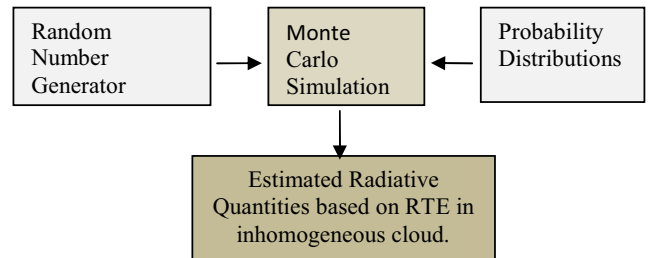 Random
Number
Generator
Monte
Carlo
Simulation
Probability
Distributions
Estimated Radiative
Quantities based on RTE in
inhomogeneous cloud.